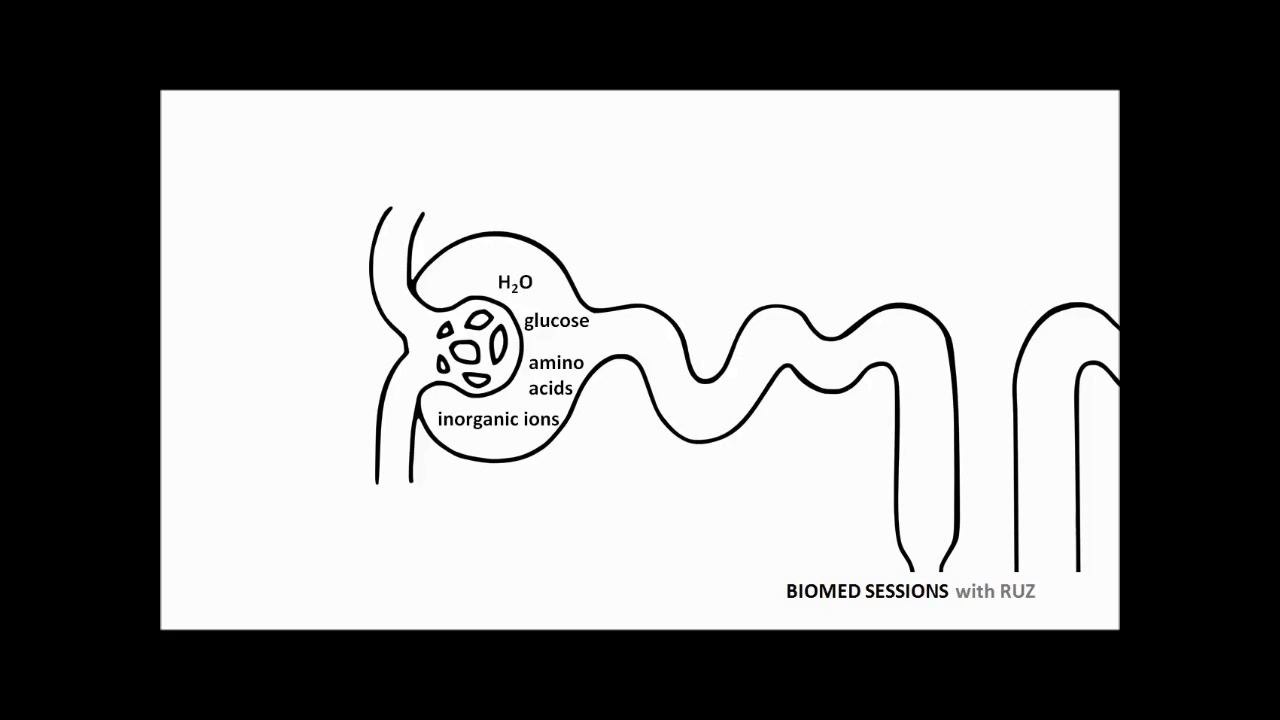 H₂O
glucose
amino
acids
inorganic ions
BIOMED SESSIONS with RUZ